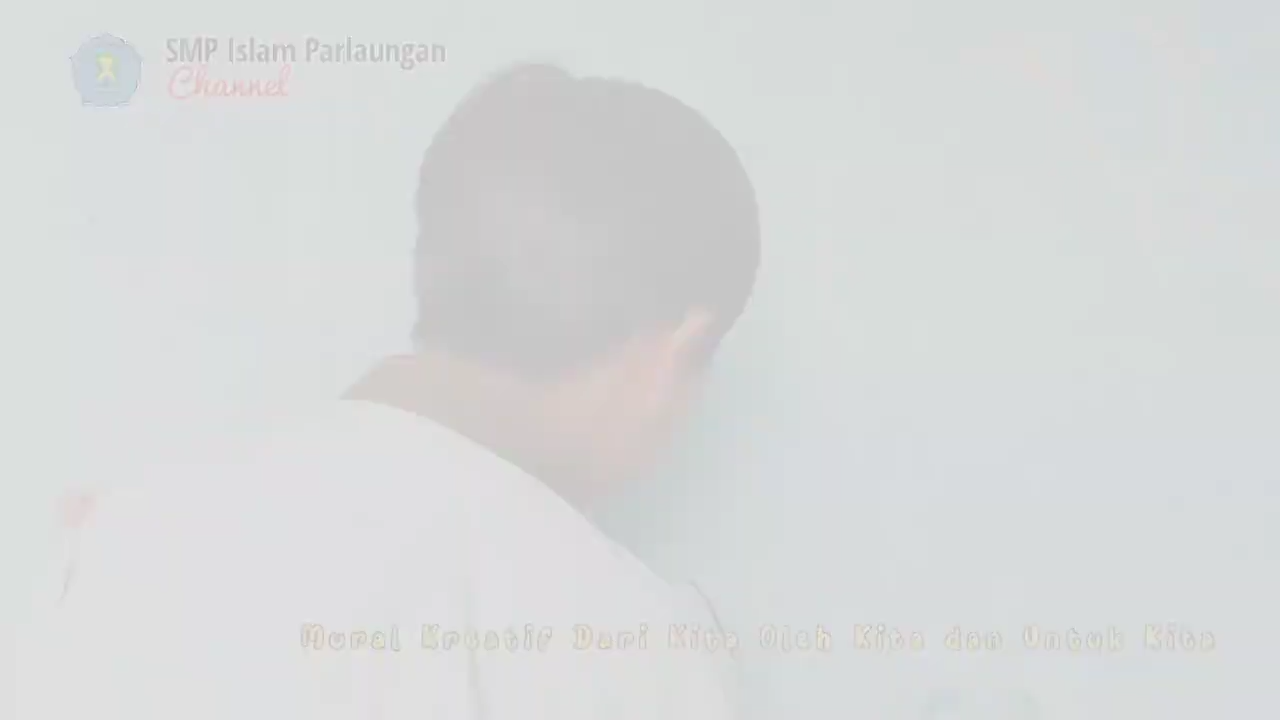 SMP Islam Parlaungan
Channel
Mural Kreatif Dari Kita Oleh Kita dan Untuk Kita